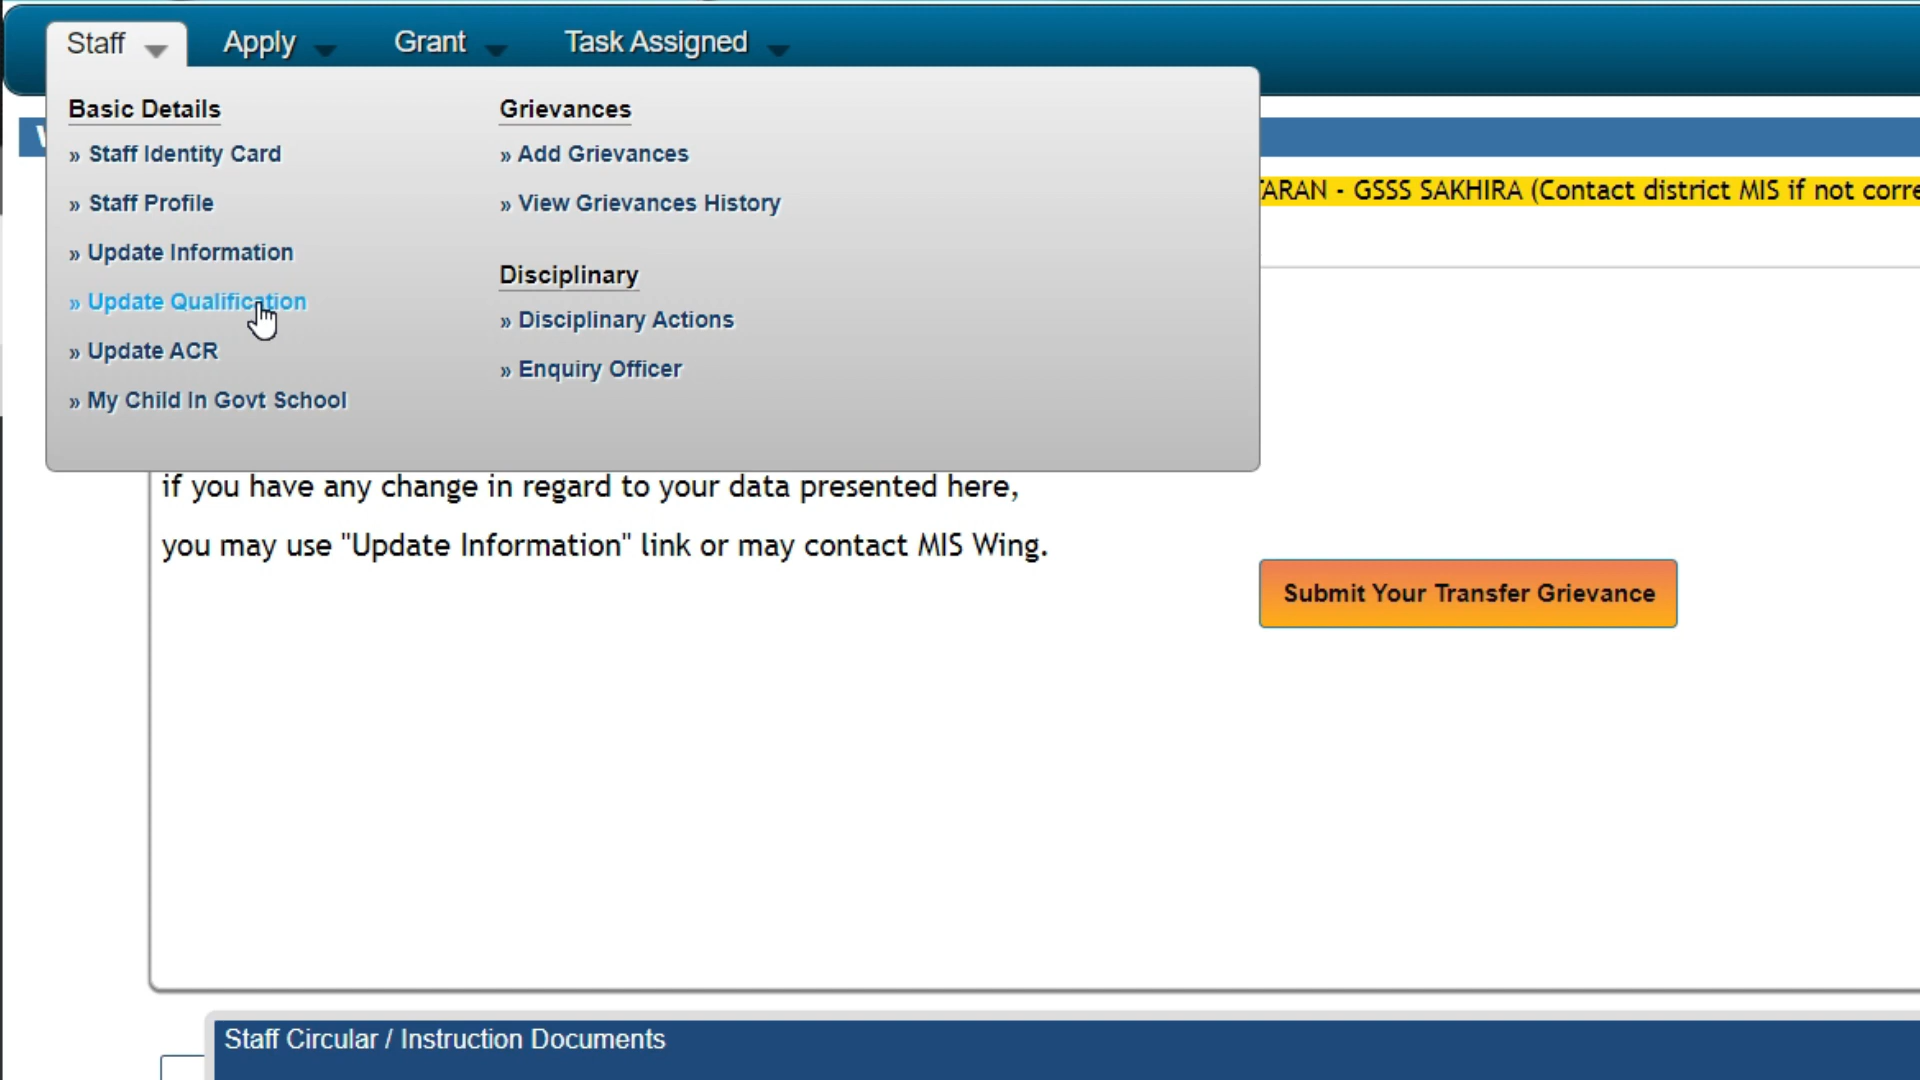 Staff Apply Grant Task Assigned
Basic Details
» Staff Identity Card
» Staff Profile
» Update Information
» Update Qualification
» Update ACR
» My Child In Govt School
Grievances
» Add Grievances
» View Grievances History
Disciplinary
» Disciplinary Actions
» Enquiry Officer
TARAN - GSSS SAKHIRA (Contact district MIS if not corre
if you have any change in regard to your data presented here,
you may use "Update Information" link or may contact MIS Wing.
Submit Your Transfer Grievance
Staff Circular / Instruction Documents